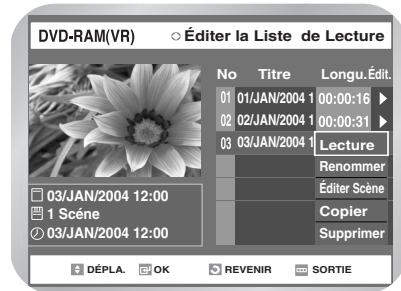 DVD-RAM(VR) Éditer la Liste de Lecture
No Titre Longu. Édit.
01 01/JAN/2004 1 00:00:16
02 02/JAN/2004 1 00:00:31
03 03/JAN/2004 1 Lecture
Renommer
Éditer Scène
Copier
Supprimer
03/JAN/2004 12:00
1 Scéne
03/JAN/2004 12:00
DÉPLA. OK REVENIR SORTIE